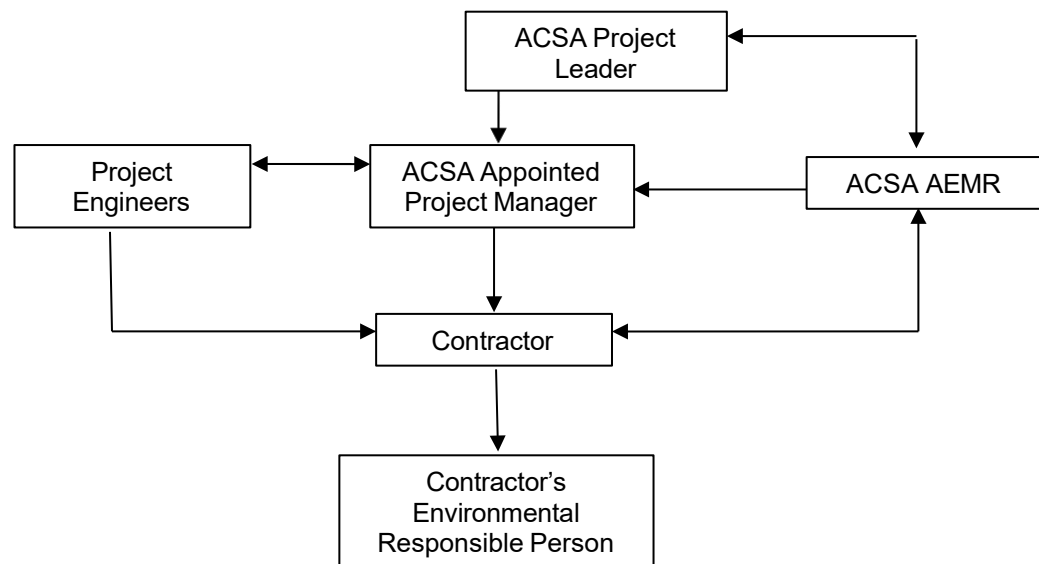 ACSA Project
Leader
Project
Engineers
ACSA Appointed
Project Manager
ACSA AEMR
Contractor
Contractor’s
Environmental
Responsible Person